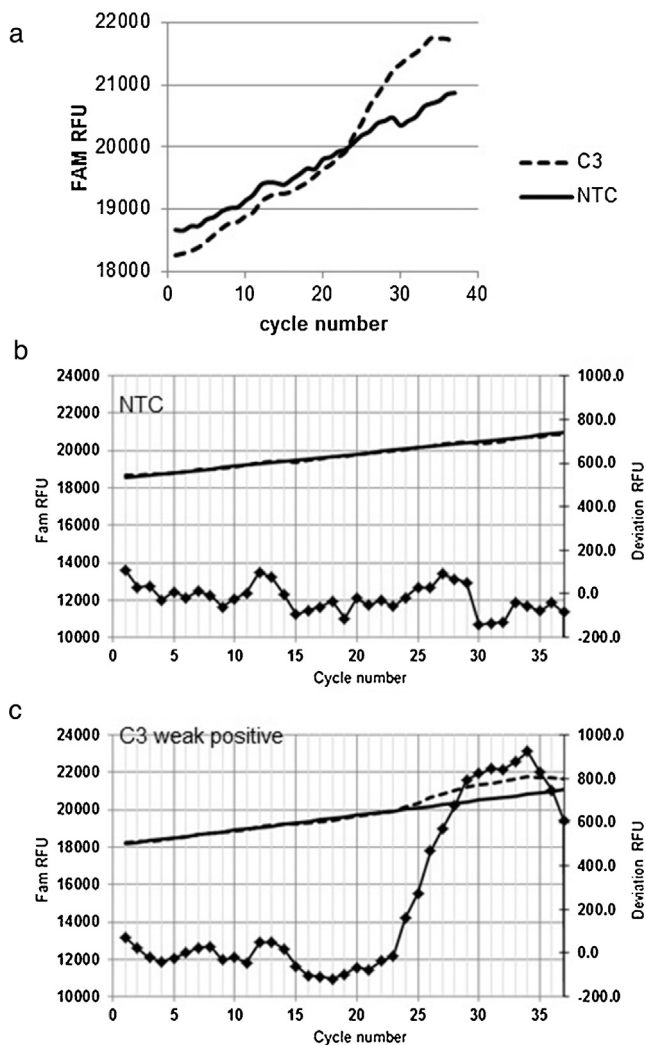 a
22000
21000
20000
19000
18000
FAM RFU
0 10 20 30 40
cycle number
C3
NTC
b
NTC
24000
22000
20000
18000
16000
14000
12000
10000
Fam RFU
1000.0
800.0
600.0
400.0
200.0
0.0
-200.0
Deviation RFU
0 5 10 15 20 25 30 35
Cycle number
c
C3 weak positive
24000
22000
20000
18000
16000
14000
12000
10000
Fam RFU
1000.0
800.0
600.0
400.0
200.0
0.0
-200.0
Deviation RFU
0 5 10 15 20 25 30 35
Cycle number